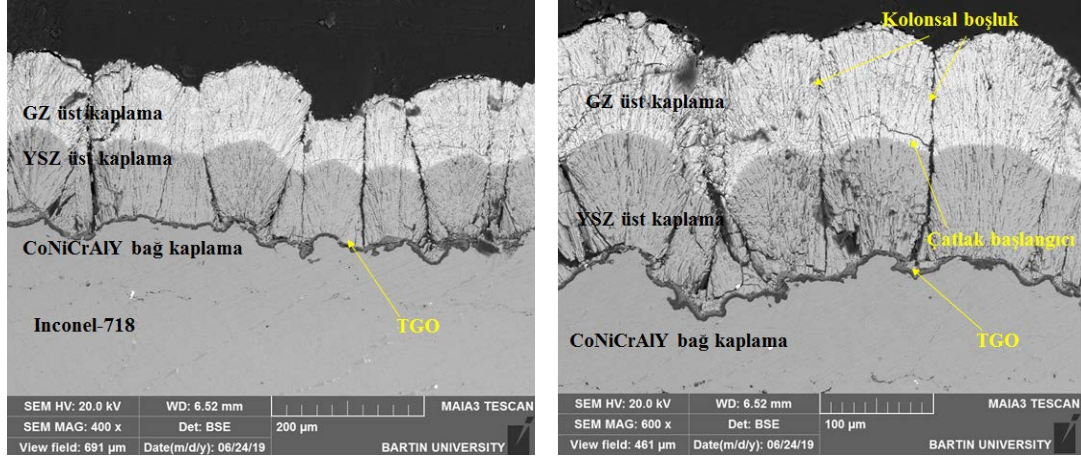 GZ üst kaplama
YSZ üst kaplama
CoNiCrAlY bağ kaplama
Inconel-718
TGO
SEM HV: 20.0 kV
WD: 6.52 mm
MAIA3 TESCAN
SEM MAG: 400 x
Det: BSE
200 µm
View field: 691 µm
Date(m/d/y): 06/24/19
BARTIN UNIVERSITY
Kolonsal boşluk
GZ üst kaplama
YSZ üst kaplama
Çatlak başlangıcı
CoNiCrAlY bağ kaplama
TGO
SEM HV: 20.0 kV
WD: 6.52 mm
MAIA3 TESCAN
SEM MAG: 600 x
Det: BSE
100 µm
View field: 461 µm
Date(m/d/y): 06/24/19
BARTIN UNIVERSITY